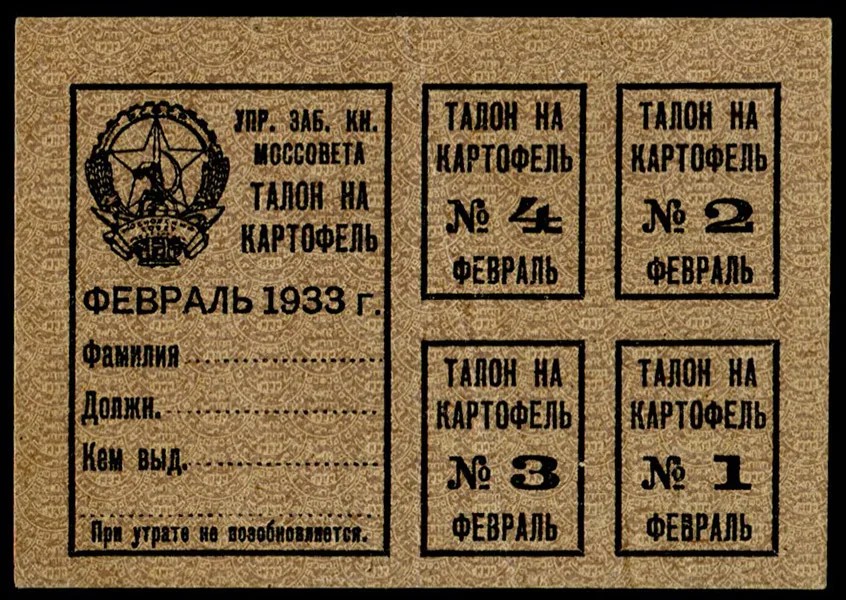 УПР. ЗАБ. КН.
МОССОВЕТА
ТАЛОН НА
КАРТОФЕЛЬ
ФЕВРАЛЬ 1933 г.
Фамилия
Должн.
Кем выд.
При утрате не возобновляется.
ТАЛОН НА
КАРТОФЕЛЬ
№ 4
ФЕВРАЛЬ
ТАЛОН НА
КАРТОФЕЛЬ
№ 2
ФЕВРАЛЬ
ТАЛОН НА
КАРТОФЕЛЬ
№ 3
ФЕВРАЛЬ
ТАЛОН НА
КАРТОФЕЛЬ
№ 1
ФЕВРАЛЬ